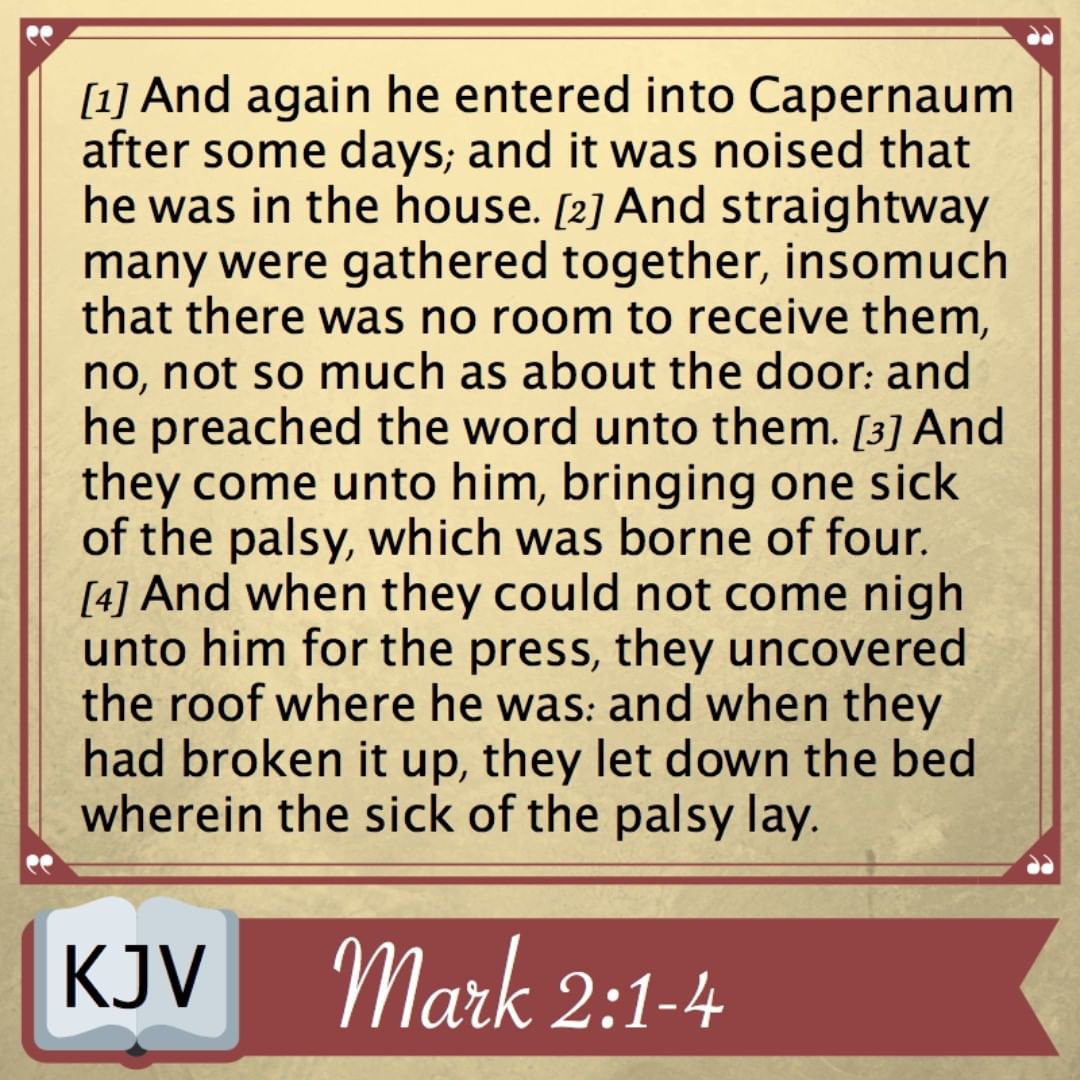 [1] And again he entered into Capernaum
after some days; and it was noised that
he was in the house. [2] And straightway
many were gathered together, insomuch
that there was no room to receive them,
no, not so much as about the door: and
he preached the word unto them. [3] And
they come unto him, bringing one sick
of the palsy, which was borne of four.
[4] And when they could not come nigh
unto him for the press, they uncovered
the roof where he was: and when they
had broken it up, they let down the bed
wherein the sick of the palsy lay.
KJV
Mark 2:1-4